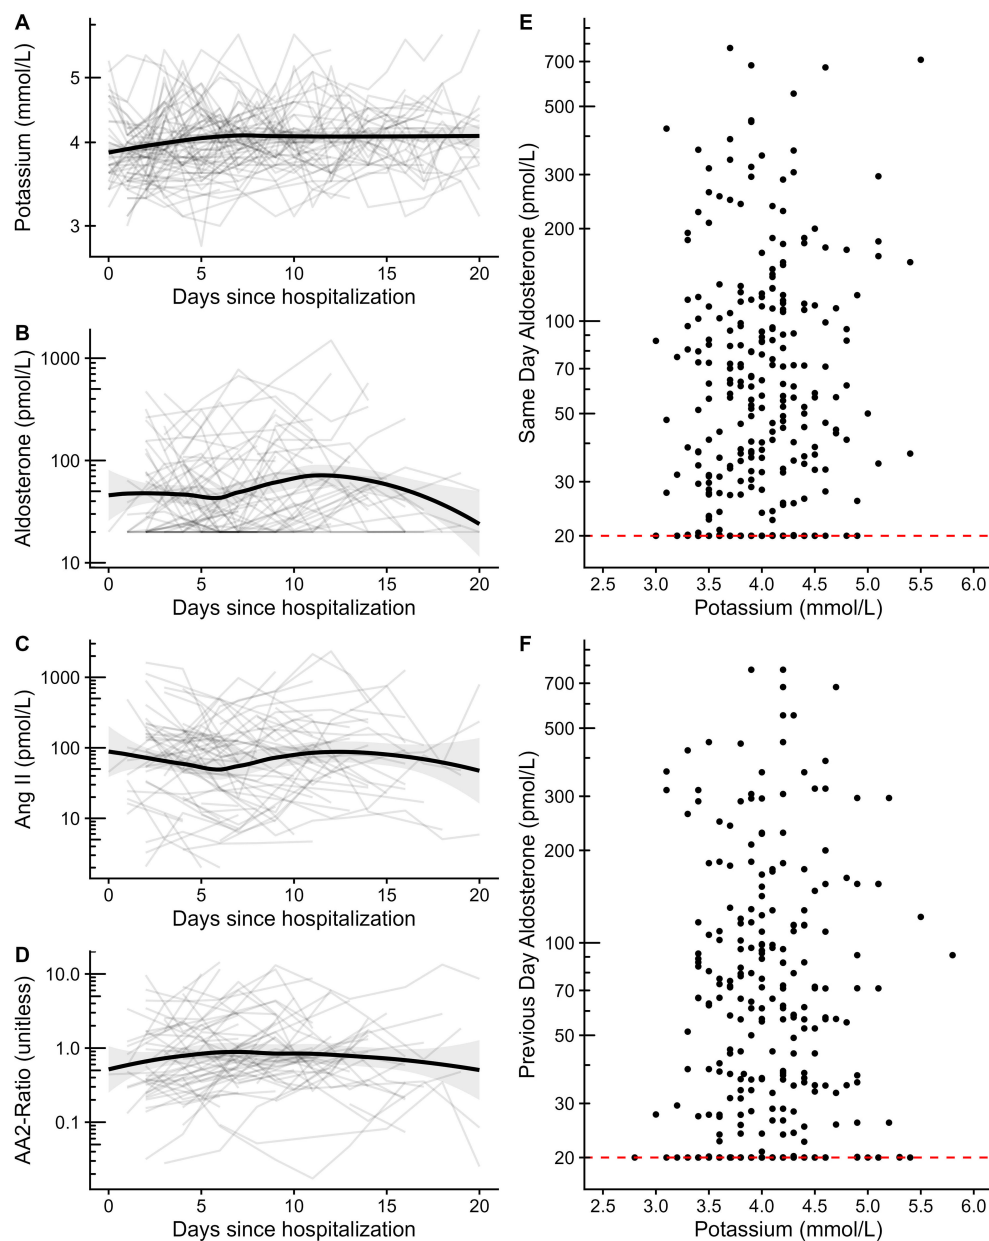 A
Potassium (mmol/L)
5
4
3
0 5 10 15 20
Days since hospitalization
B
Aldosterone (pmol/L)
1000
100
10
0 5 10 15 20
Days since hospitalization
C
Ang II (pmol/L)
1000
100
10
0 5 10 15 20
Days since hospitalization
D
AA2-Ratio (unitless)
10.0
1.0
0.1
0 5 10 15 20
Days since hospitalization
E
Same Day Aldosterone (pmol/L)
700
500
300
200
100
70
50
30
20
2.5 3.0 3.5 4.0 4.5 5.0 5.5 6.0
Potassium (mmol/L)
F
Previous Day Aldosterone (pmol/L)
700
500
300
200
100
70
50
30
20
2.5 3.0 3.5 4.0 4.5 5.0 5.5 6.0
Potassium (mmol/L)